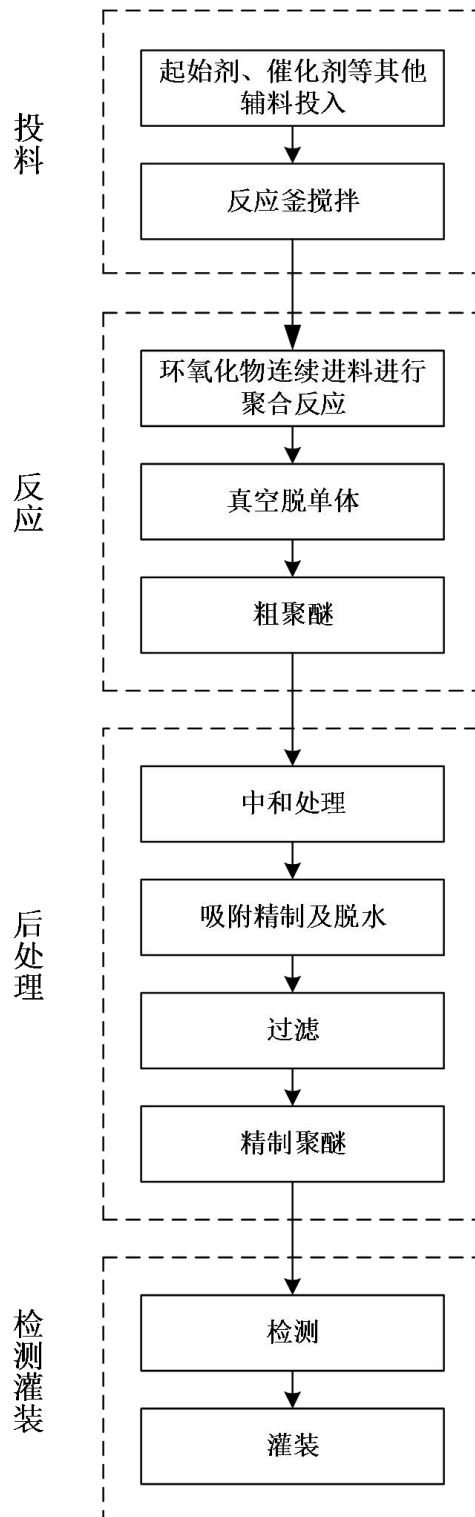 投料
起始剂、催化剂等其他
辅料投入
反应釜搅拌
反应
环氧化物连续进料进行
聚合反应
真空脱单体
粗聚醚
后处理
中和处理
吸附精制及脱水
过滤
精制聚醚
检测灌装
检测
灌装